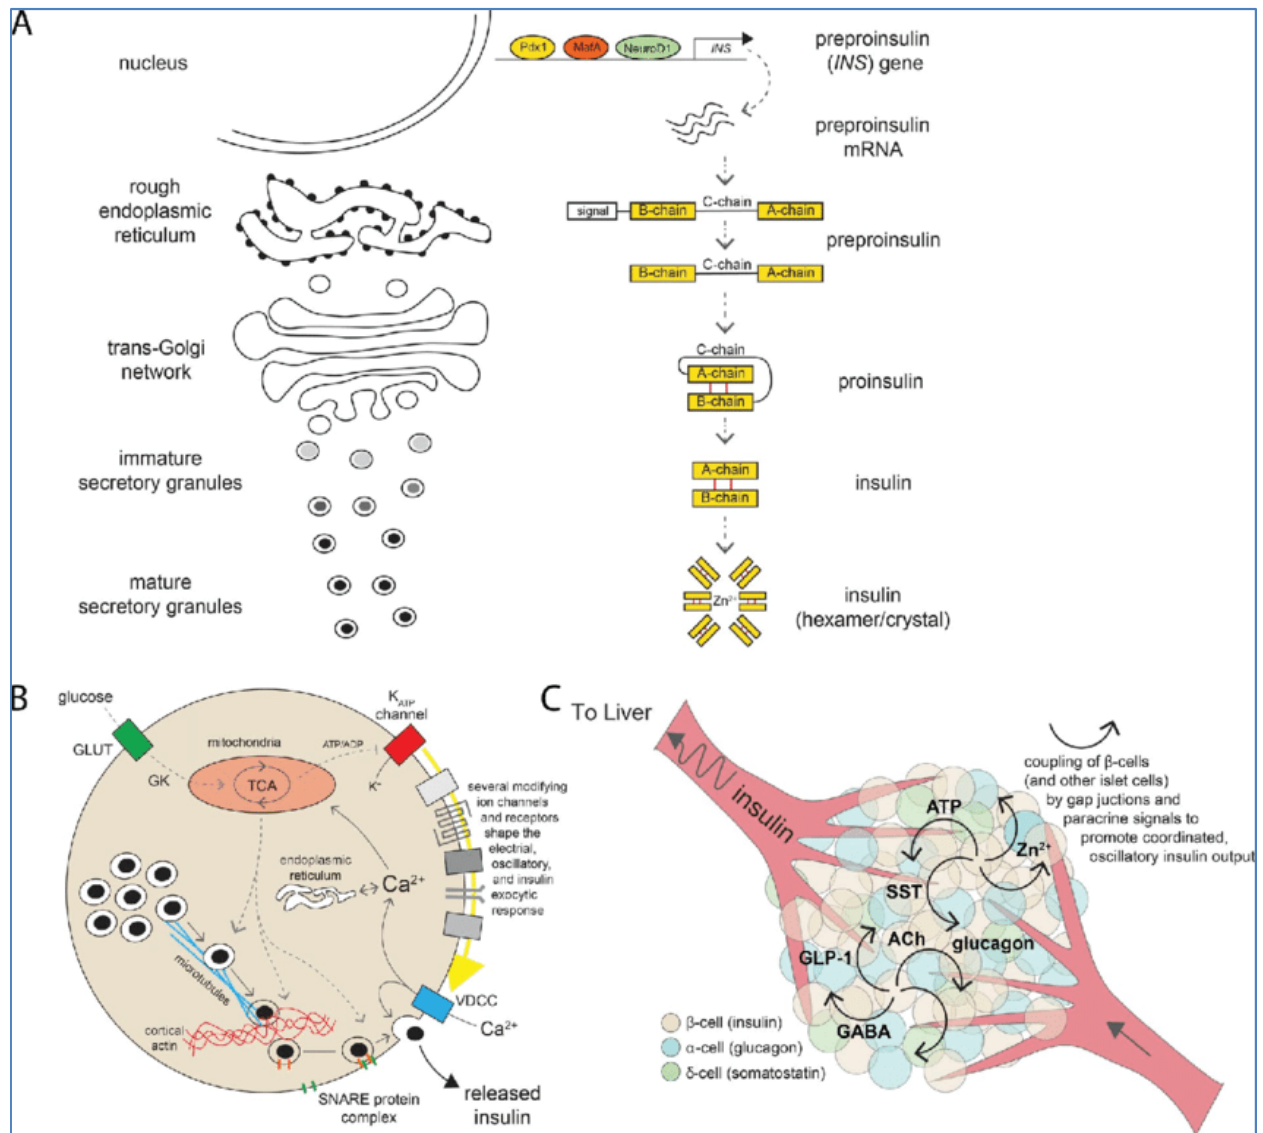 A
nucleus
Pdx1
MafA
NeuroD1
INS
preproinsulin
(INS) gene
preproinsulin
mRNA
rough
endoplasmic
reticulum
signal
B-chain
C-chain
A-chain
preproinsulin
B-chain
C-chain
A-chain
trans-Golgi
network
C-chain
A-chain
B-chain
proinsulin
immature
secretory granules
A-chain
B-chain
insulin
mature
secretory granules
Zn²⁺
insulin
(hexamer/crystal)
B
glucose
GLUT
GK
mitochondria
TCA
ATP/ADP
K_ATP
channel
K⁺
several modifying
ion channels
and receptors
shape the
electrial,
oscillatory,
and insulin
exocytic
response
endoplasmic
reticulum
Ca²⁺
microtubules
cortical
actin
VDCC
Ca²⁺
SNARE protein
complex
released
insulin
C
To Liver
insulin
coupling of β-cells
(and other islet cells)
by gap juctions and
paracrine signals to
promote coordinated,
oscillatory insulin output
ATP
Zn²⁺
SST
ACh
glucagon
GLP-1
GABA
β-cell (insulin)
α-cell (glucagon)
δ-cell (somatostatin)